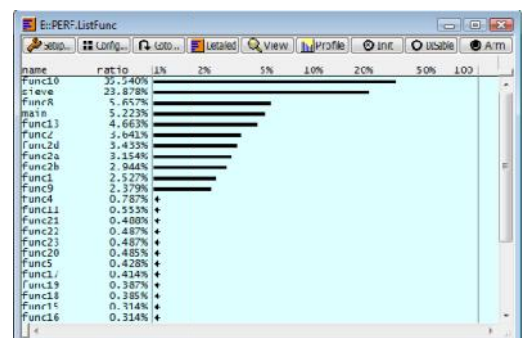 E::PERF.ListFunc
Setup... Config... Goto... Detailed View Profile Init Disable Arm
name ratio 1% 2% 5% 10% 20% 50% 100
func10 35.540%
sieve 23.878%
func8 5.657%
main 5.223%
func13 4.663%
func2 3.641%
func2d 3.433%
func2a 3.154%
func2b 2.944%
func1 2.527%
func9 2.379%
func4 0.787%
func11 0.553%
func21 0.488%
func22 0.487%
func23 0.487%
func20 0.485%
func5 0.428%
func17 0.414%
func19 0.387%
func18 0.385%
func15 0.314%
func16 0.314%